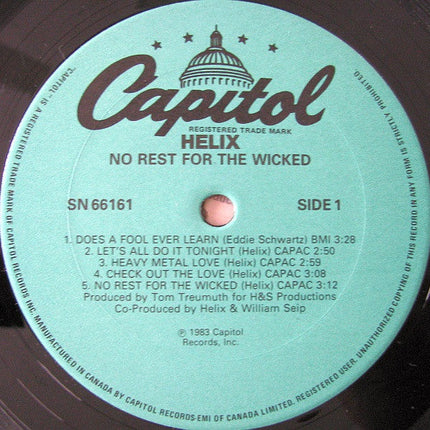 Capitol
REGISTERED TRADE MARK
HELIX
NO REST FOR THE WICKED
SN 66161
SIDE 1
1. DOES A FOOL EVER LEARN (Eddie Schwartz) BMI 3:28
2. LET'S ALL DO IT TONIGHT (Helix) CAPAC 2:50
3. HEAVY METAL LOVE (Helix) CAPAC 2:59
4. CHECK OUT THE LOVE (Helix) CAPAC 3:08
5. NO REST FOR THE WICKED (Helix) CAPAC 3:12
Produced by Tom Treumuth for H&S Productions
Co-Produced by Helix & William Seip
℗ 1983 Capitol
Records, Inc.
"CAPITOL" IS A REGISTERED TRADE MARK OF CAPITOL RECORDS INC. MANUFACTURED IN CANADA BY CAPITOL RECORDS-EMI OF CANADA LIMITED. REGISTERED USER. UNAUTHORIZED COPYING OF THIS RECORD IN ANY FORM IS STRICTLY PROHIBITED.